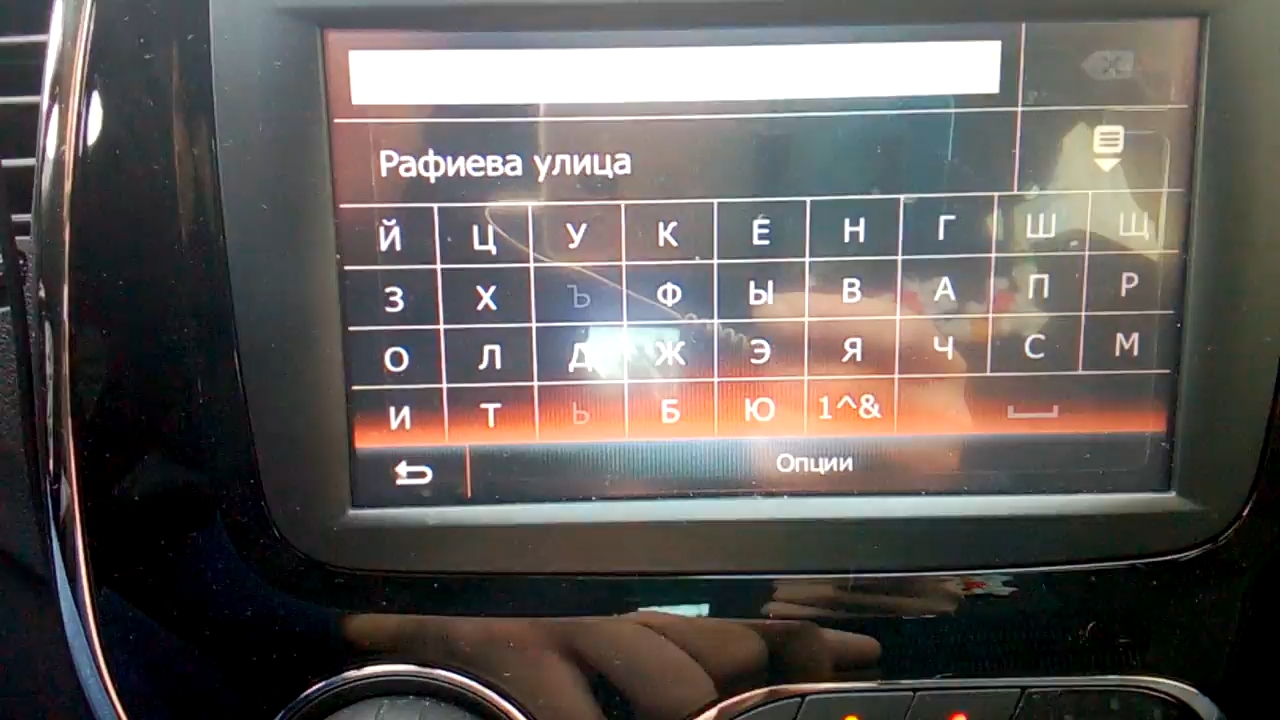 Рафиева улица
Й Ц У К Ё Н Г Ш Щ
З Х Ъ Ф Ы В А П Р
О Л Д Ж Э Я Ч С М
И Т Ь Б Ю 1^&
Опции